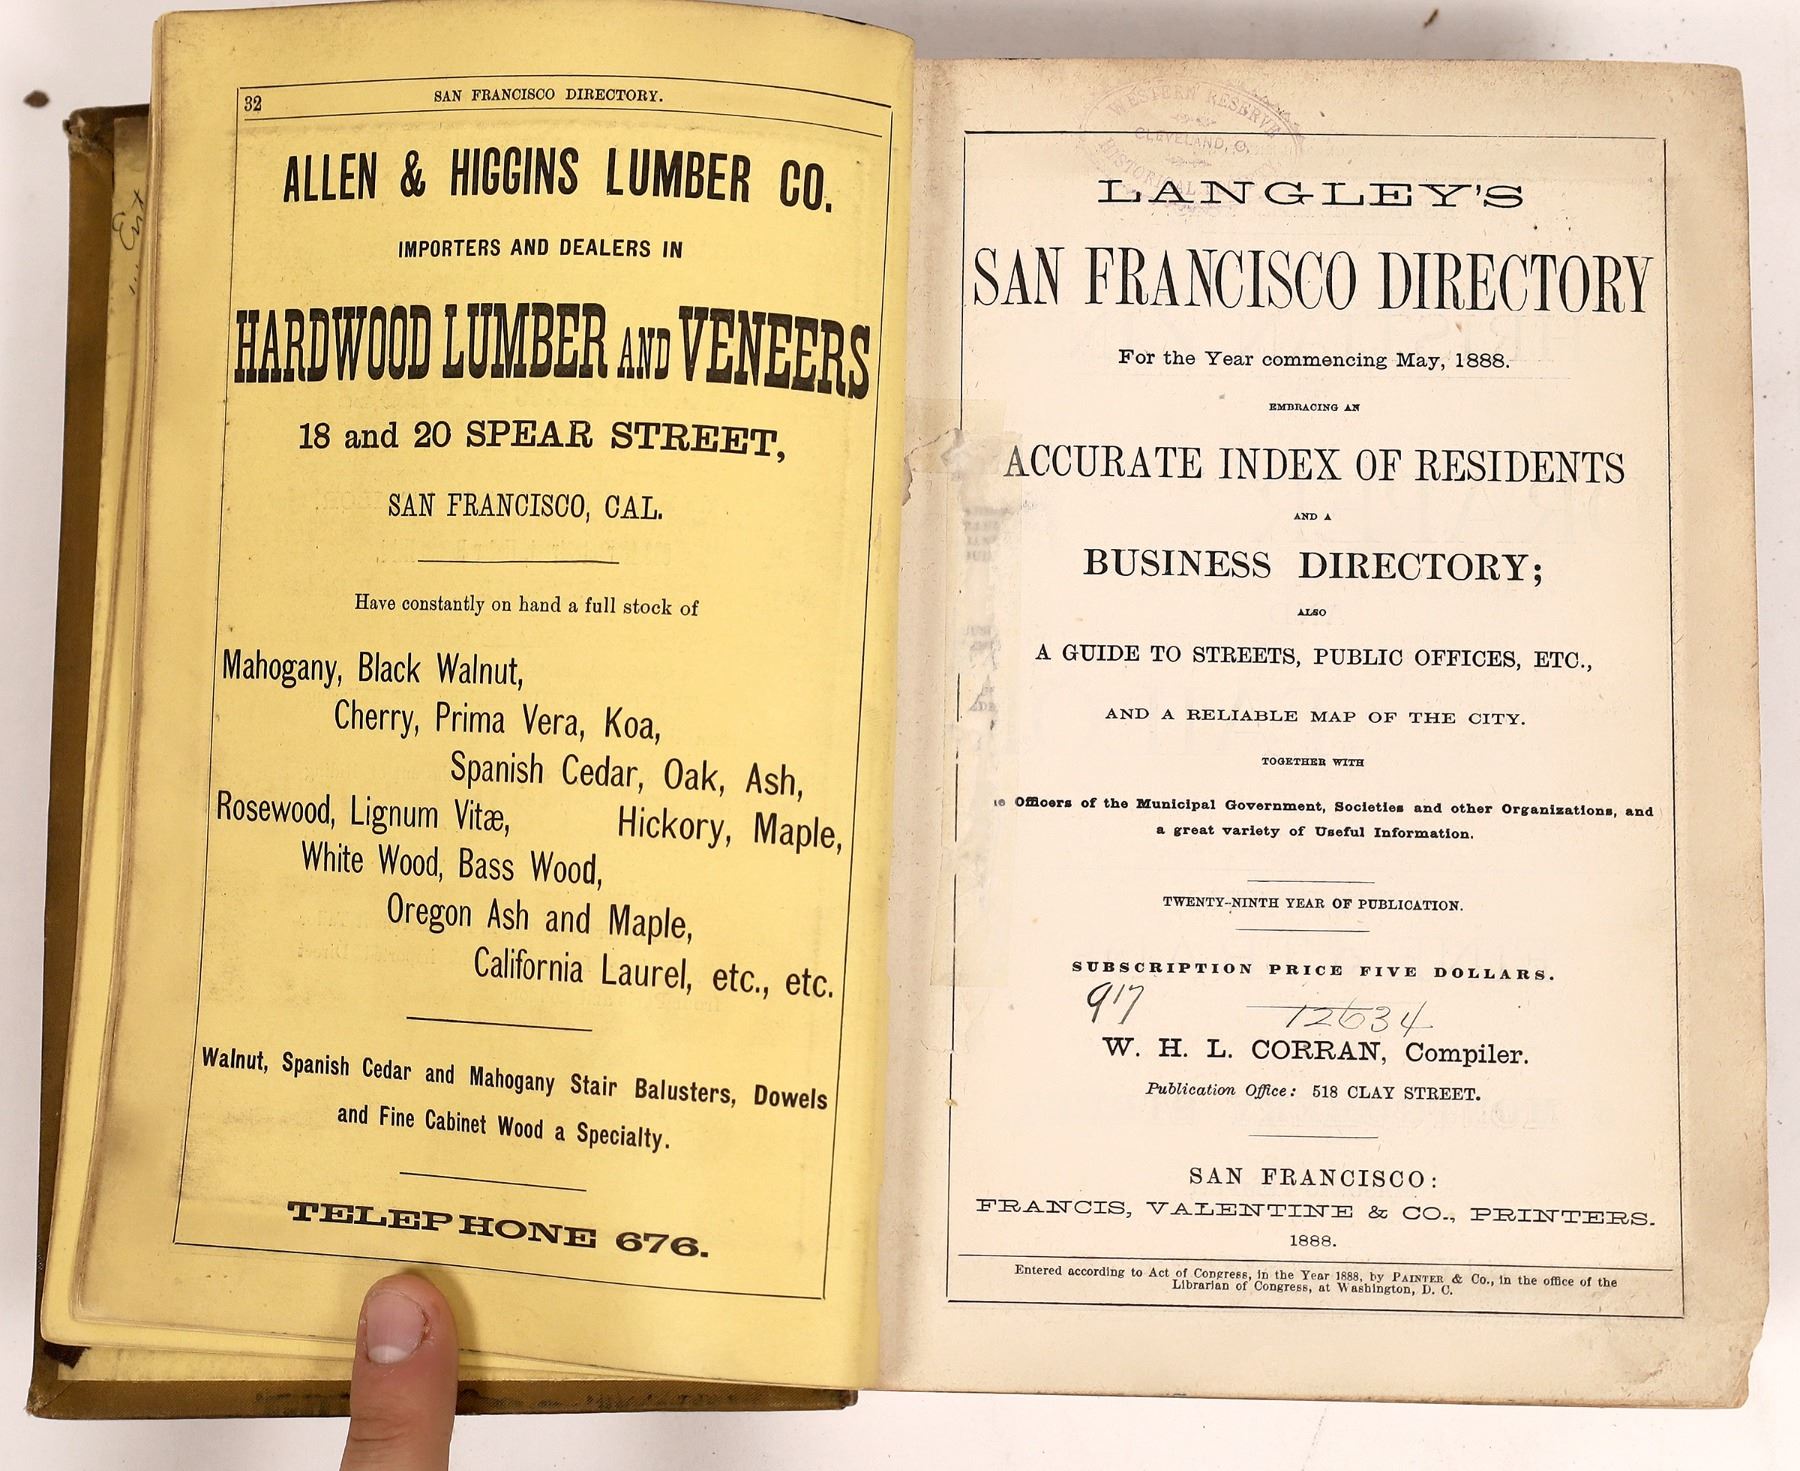 32
SAN FRANCISCO DIRECTORY.
ALLEN & HIGGINS LUMBER CO.
IMPORTERS AND DEALERS IN
HARDWOOD LUMBER AND VENEERS
18 and 20 SPEAR STREET,
SAN FRANCISCO, CAL.
Have constantly on hand a full stock of
Mahogany, Black Walnut,
Cherry, Prima Vera, Koa,
Spanish Cedar, Oak, Ash,
Rosewood, Lignum Vitæ, Hickory, Maple,
White Wood, Bass Wood,
Oregon Ash and Maple,
California Laurel, etc., etc.
Walnut, Spanish Cedar and Mahogany Stair Balusters, Dowels
and Fine Cabinet Wood a Specialty.
TELEPHONE 676.
WESTERN RESERVE
CLEVELAND, O.
HISTORICAL
LANGLEY'S
SAN FRANCISCO DIRECTORY
For the Year commencing May, 1888.
EMBRACING AN
ACCURATE INDEX OF RESIDENTS
AND A
BUSINESS DIRECTORY;
ALSO
A GUIDE TO STREETS, PUBLIC OFFICES, ETC.,
AND A RELIABLE MAP OF THE CITY.
TOGETHER WITH
Officers of the Municipal Government, Societies and other Organizations, and
a great variety of Useful Information.
TWENTY-NINTH YEAR OF PUBLICATION.
SUBSCRIPTION PRICE FIVE DOLLARS.
917 12634
W. H. L. CORRAN, Compiler.
Publication Office: 518 CLAY STREET.
SAN FRANCISCO:
FRANCIS, VALENTINE & CO., PRINTERS.
1888.
Entered according to Act of Congress, in the Year 1888, by PAINTER & Co., in the office of the
Librarian of Congress, at Washington, D. C.